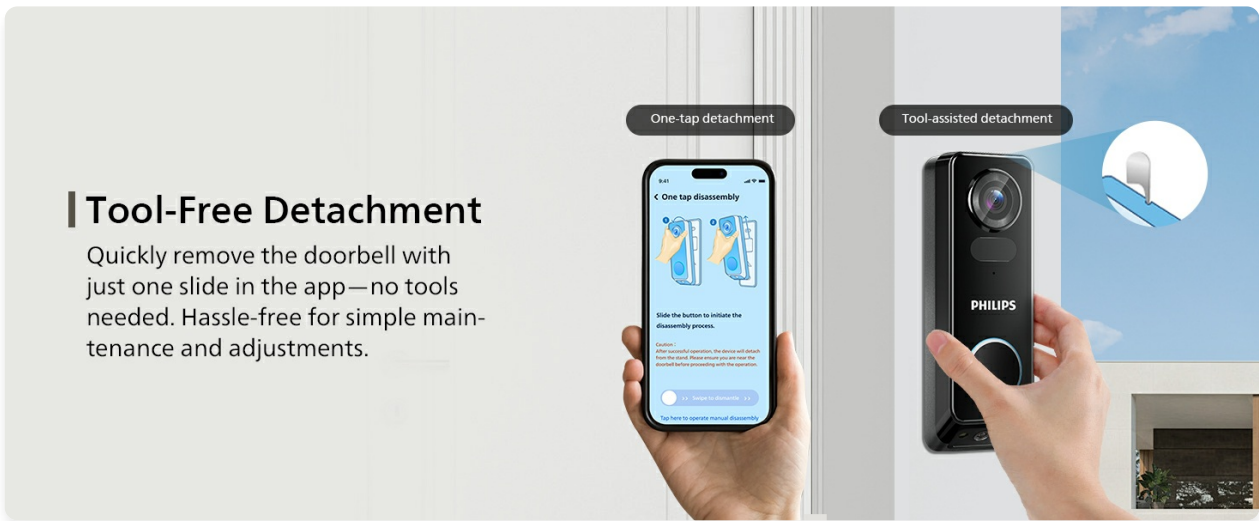 One-tap detachment
Tool-assisted detachment
9:41
< One tap disassembly
1
2
Tool-Free Detachment
Quickly remove the doorbell with
just one slide in the app—no tools
needed. Hassle-free for simple main-
tenance and adjustments.
Slide the button to initiate the
disassembly process.
Caution :
After successful operation, the device will detach
from the stand. Please ensure you are near the
doorbell before proceeding with the operation.
Swipe to dismantle
Tap here to operate manual disassembly
PHILIPS